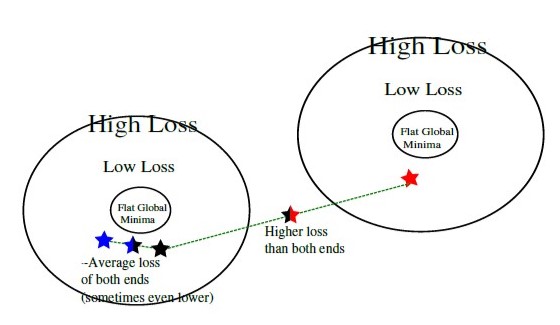 High Loss
Low Loss
Flat Global
Minima
High Loss
Low Loss
Flat Global
Minima
~Average loss
of both ends
(sometimes even lower)
Higher loss
than both ends